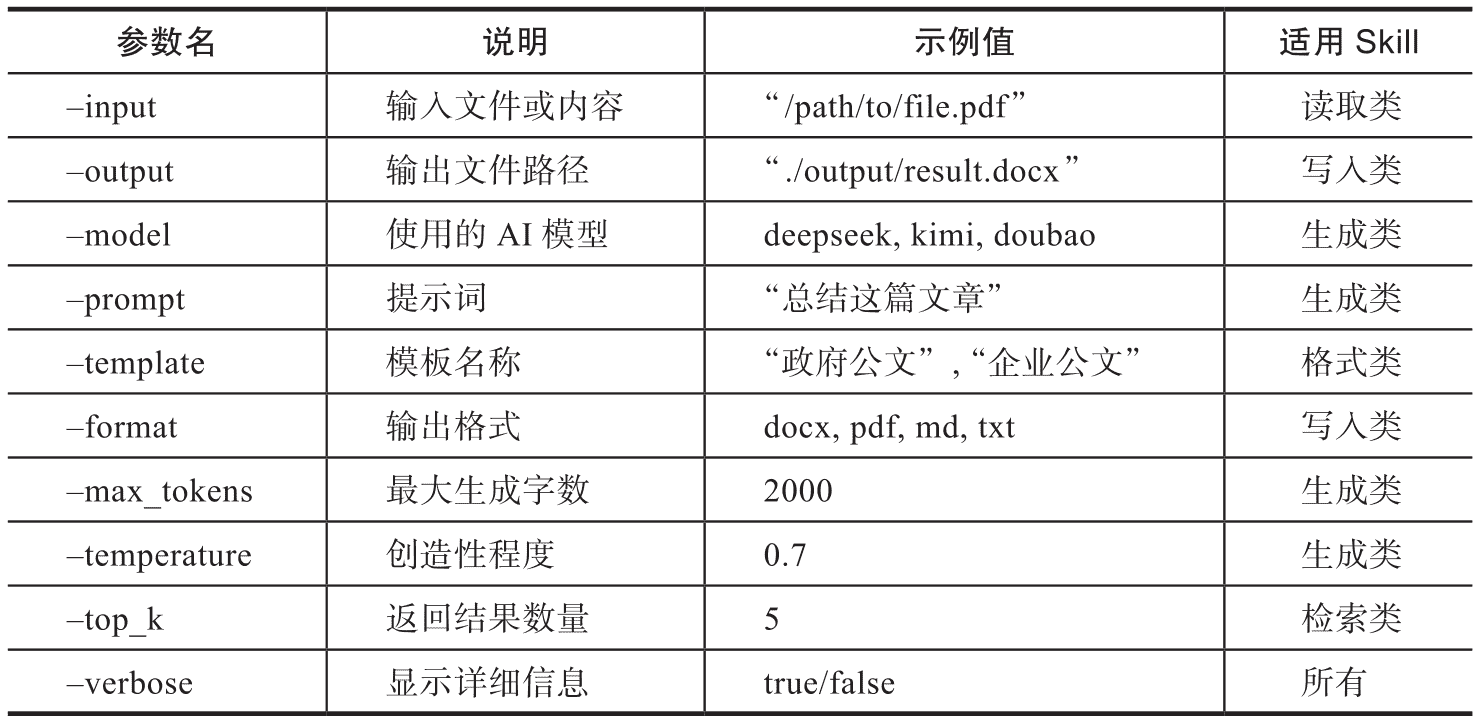 参数名 说明 示例值 适用 Skill
–input 输入文件或内容 “/path/to/file.pdf” 读取类
–output 输出文件路径 “./output/result.docx” 写入类
–model 使用的 AI 模型 deepseek, kimi, doubao 生成类
–prompt 提示词 “总结这篇文章” 生成类
–template 模板名称 “政府公文” , “企业公文” 格式类
–format 输出格式 docx, pdf, md, txt 写入类
–max_tokens 最大生成字数 2000 生成类
–temperature 创造性程度 0.7 生成类
–top_k 返回结果数量 5 检索类
–verbose 显示详细信息 true/false 所有